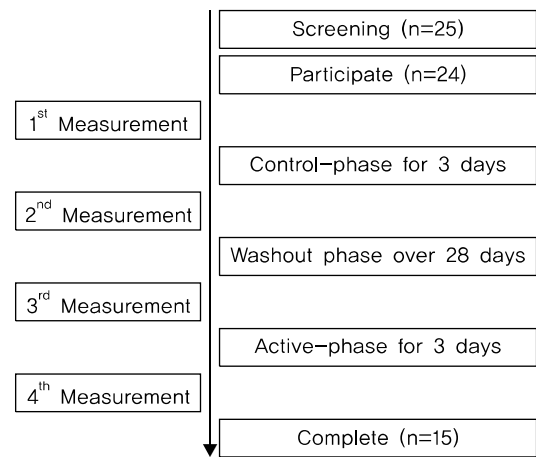 Screening (n=25)
Participate (n=24)
1st Measurement
Control-phase for 3 days
2nd Measurement
Washout phase over 28 days
3rd Measurement
Active-phase for 3 days
4th Measurement
Complete (n=15)